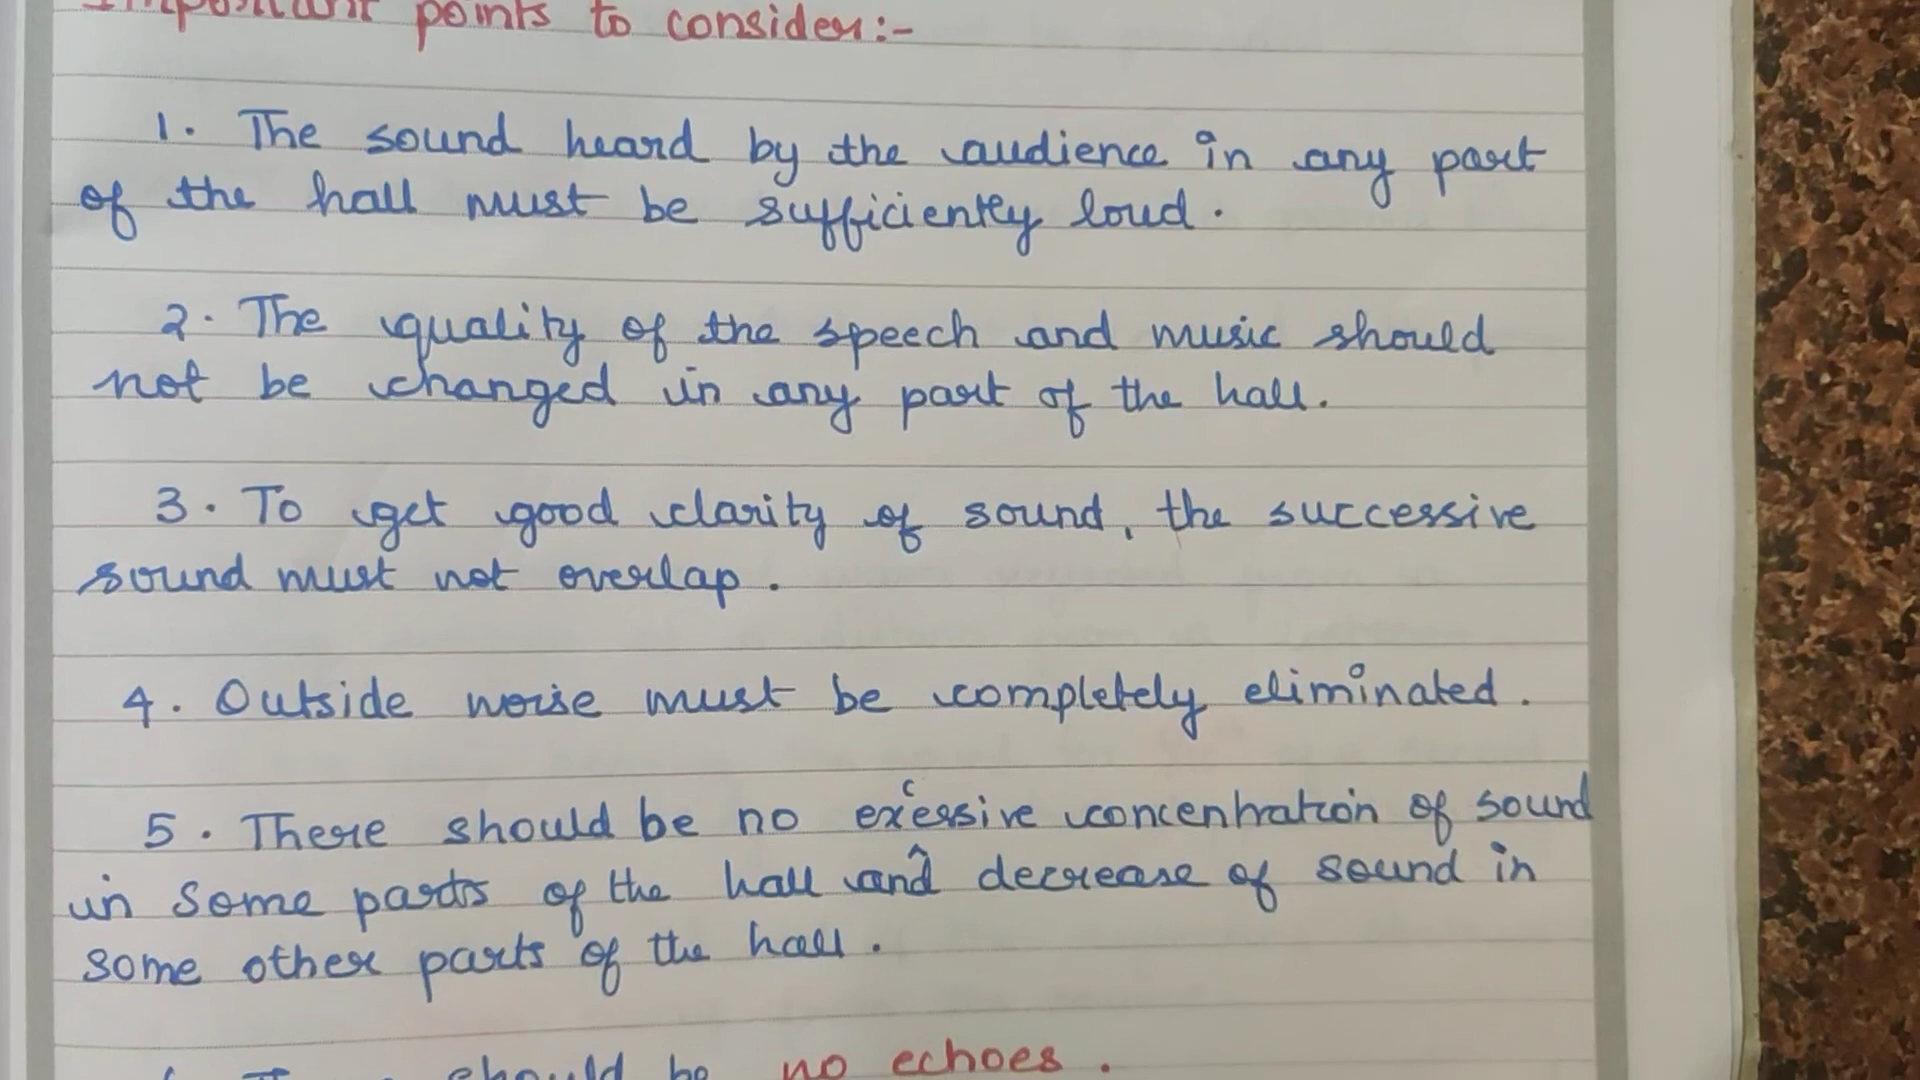 Important points to consider:-
1. The sound heard by the audience in any part
of the hall must be sufficiently loud.
2. The quality of the speech and music should
not be changed in any part of the hall.
3. To get good clarity of sound, the successive
sound must not overlap.
4. Outside noise must be completely eliminated.
5. There should be no excessive concentration of sound
in some parts of the hall and decrease of sound in
some other parts of the hall.
should be no echoes.